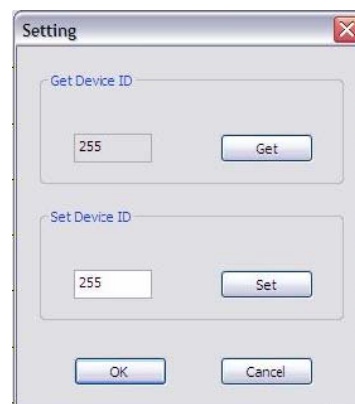 Setting
Get Device ID
255 Get
Set Device ID
255 Set
OK Cancel